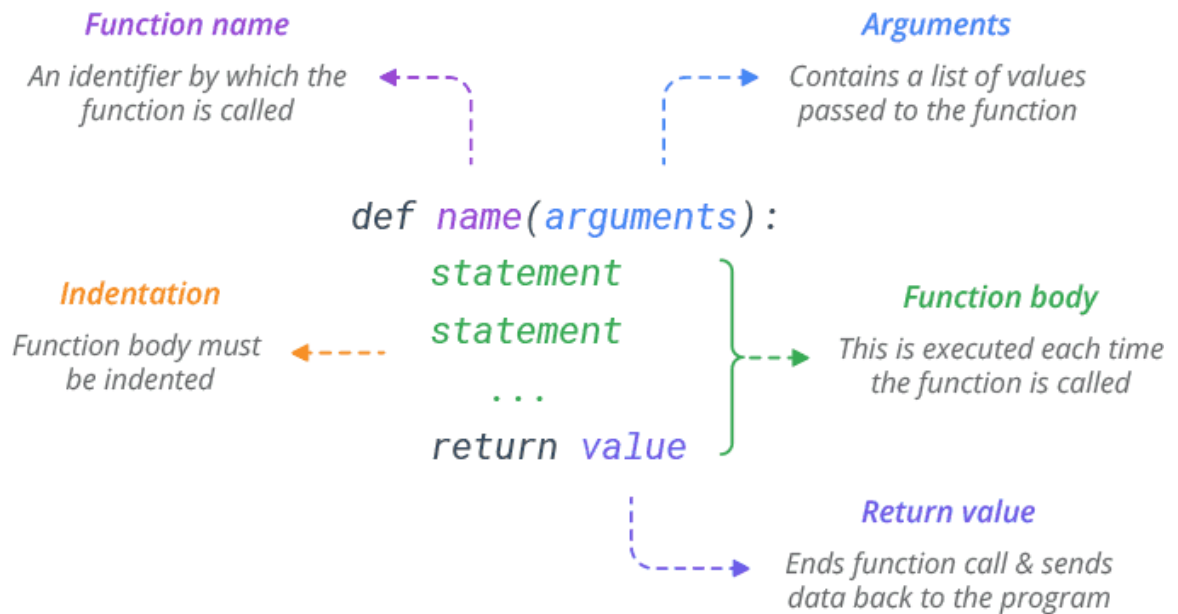 Function name
An identifier by which the
function is called
Arguments
Contains a list of values
passed to the function
def name(arguments):
statement
statement
...
return value
Indentation
Function body must
be indented
Function body
This is executed each time
the function is called
Return value
Ends function call & sends
data back to the program